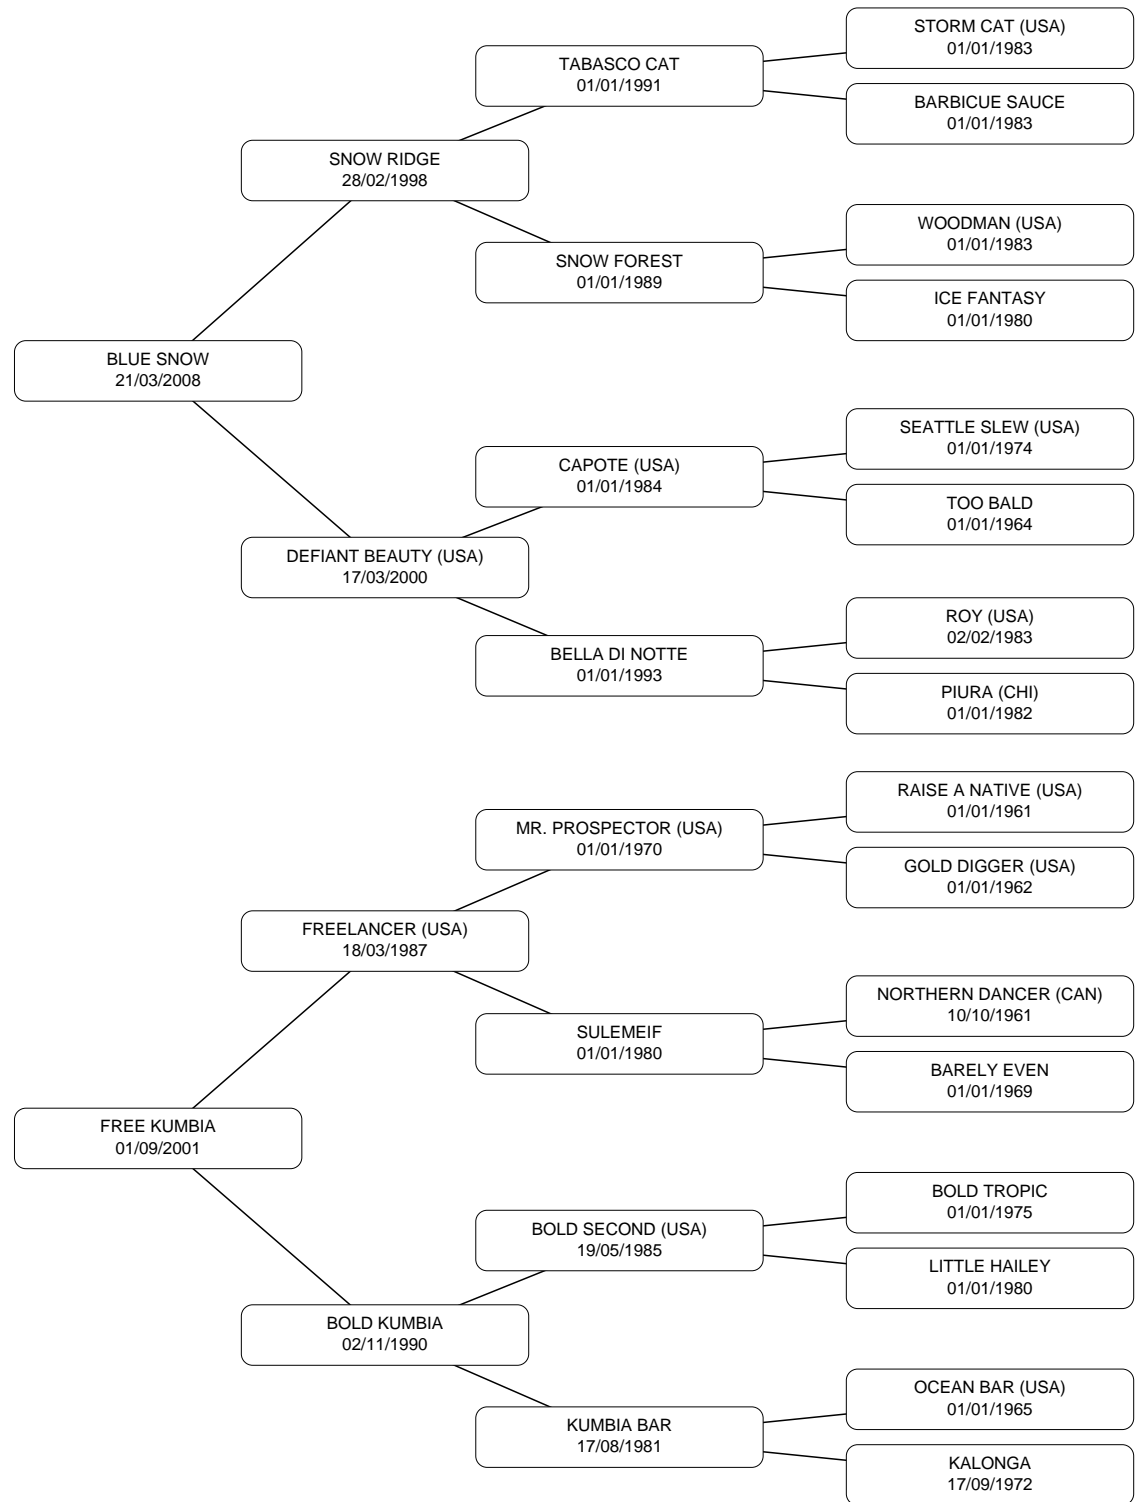 STORM CAT (USA)
01/01/1983
TABASCO CAT
01/01/1991
BARBICUE SAUCE
01/01/1983
SNOW RIDGE
28/02/1998
WOODMAN (USA)
01/01/1983
SNOW FOREST
01/01/1989
ICE FANTASY
01/01/1980
BLUE SNOW
21/03/2008
SEATTLE SLEW (USA)
01/01/1974
CAPOTE (USA)
01/01/1984
TOO BALD
01/01/1964
DEFIANT BEAUTY (USA)
17/03/2000
ROY (USA)
02/02/1983
BELLA DI NOTTE
01/01/1993
PIURA (CHI)
01/01/1982
RAISE A NATIVE (USA)
01/01/1961
MR. PROSPECTOR (USA)
01/01/1970
GOLD DIGGER (USA)
01/01/1962
FREELANCER (USA)
18/03/1987
NORTHERN DANCER (CAN)
10/10/1961
SULEMEIF
01/01/1980
BARELY EVEN
01/01/1969
FREE KUMBIA
01/09/2001
BOLD TROPIC
01/01/1975
BOLD SECOND (USA)
19/05/1985
LITTLE HAILEY
01/01/1980
BOLD KUMBIA
02/11/1990
OCEAN BAR (USA)
01/01/1965
KUMBIA BAR
17/08/1981
KALONGA
17/09/1972